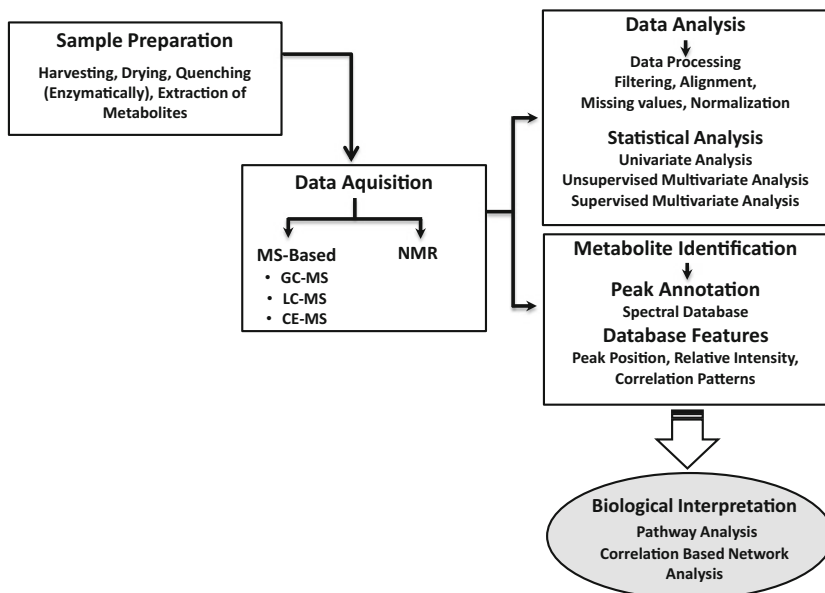 Sample Preparation
Harvesting, Drying, Quenching
(Enzymatically), Extraction of
Metabolites
Data Aquisition
MS-Based
• GC-MS
• LC-MS
• CE-MS
NMR
Data Analysis
Data Processing
Filtering, Alignment,
Missing values, Normalization
Statistical Analysis
Univariate Analysis
Unsupervised Multivariate Analysis
Supervised Multivariate Analysis
Metabolite Identification
Peak Annotation
Spectral Database
Database Features
Peak Position, Relative Intensity,
Correlation Patterns
Biological Interpretation
Pathway Analysis
Correlation Based Network
Analysis